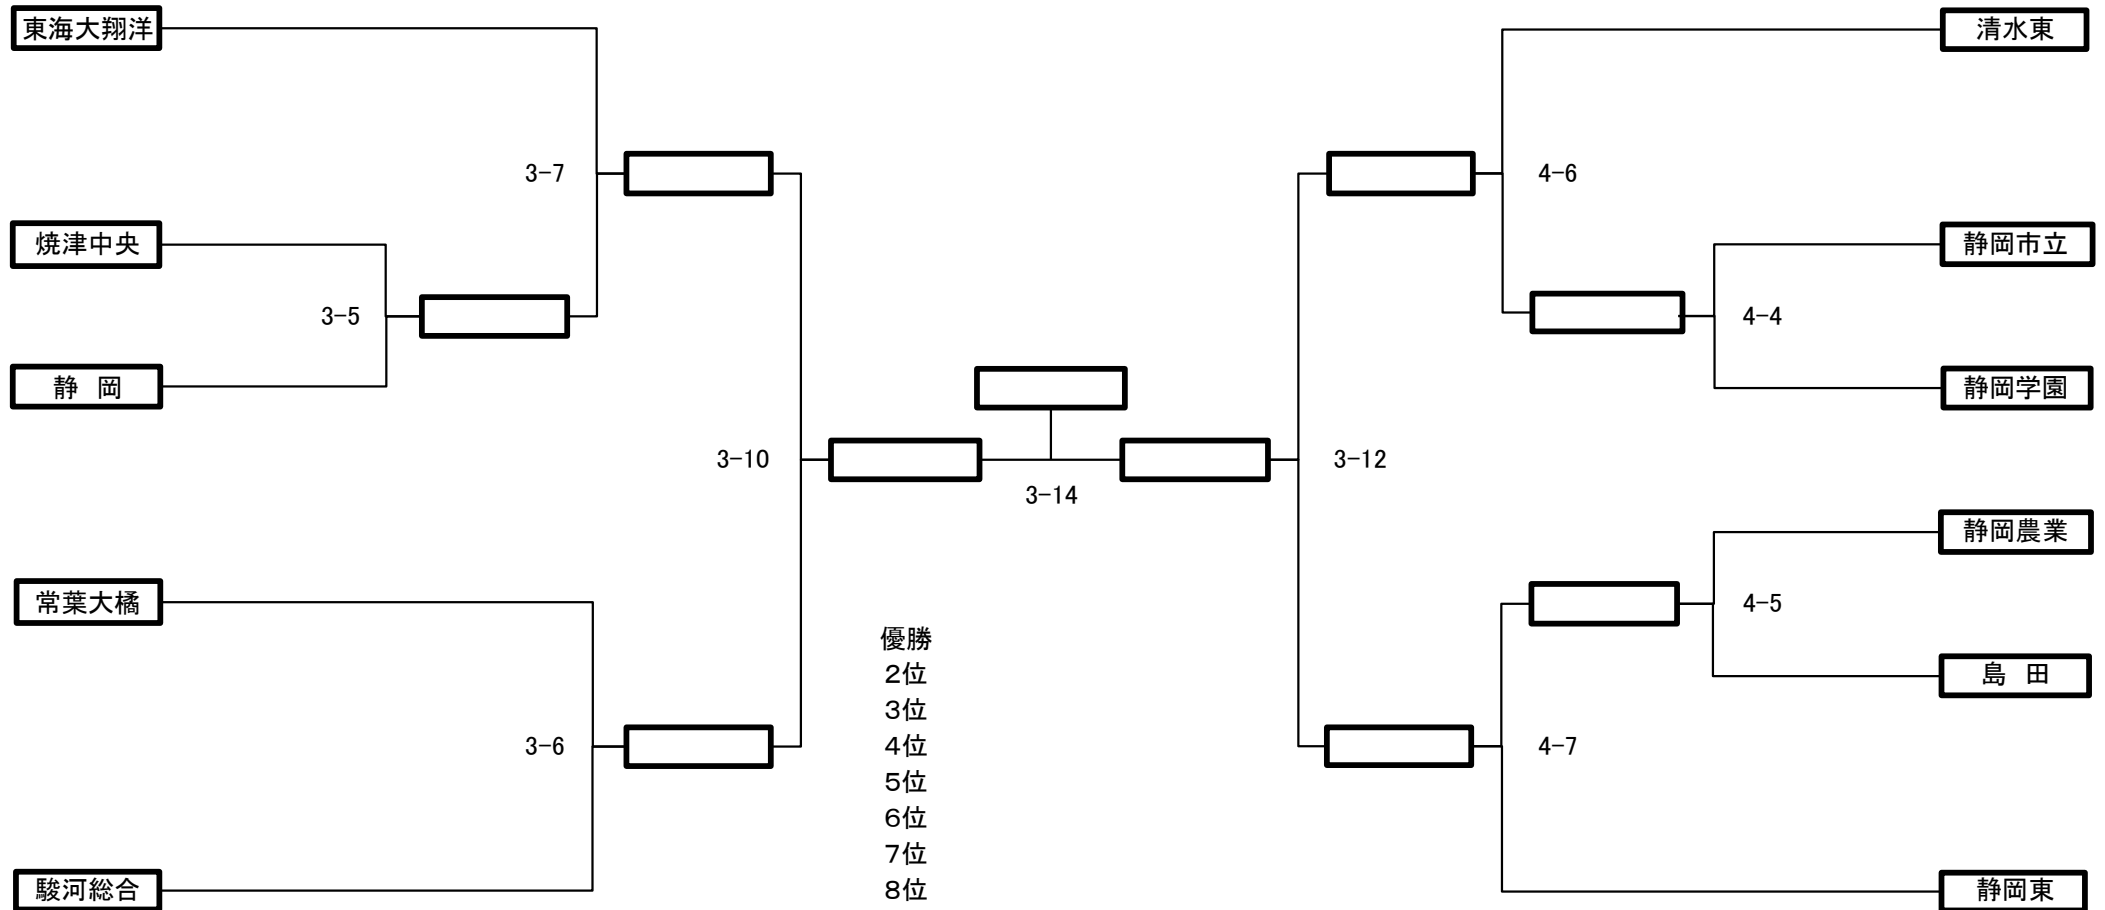 東海大翔洋
清水東
3-7
4-6
焼津中央
静岡市立
3-5
4-4
静 岡
静岡学園
3-10
3-12
3-14
静岡農業
常葉大橘
4-5
優勝
2位
島 田
3位
3-6
4位
4-7
5位
6位
7位
駿河総合
8位
静岡東